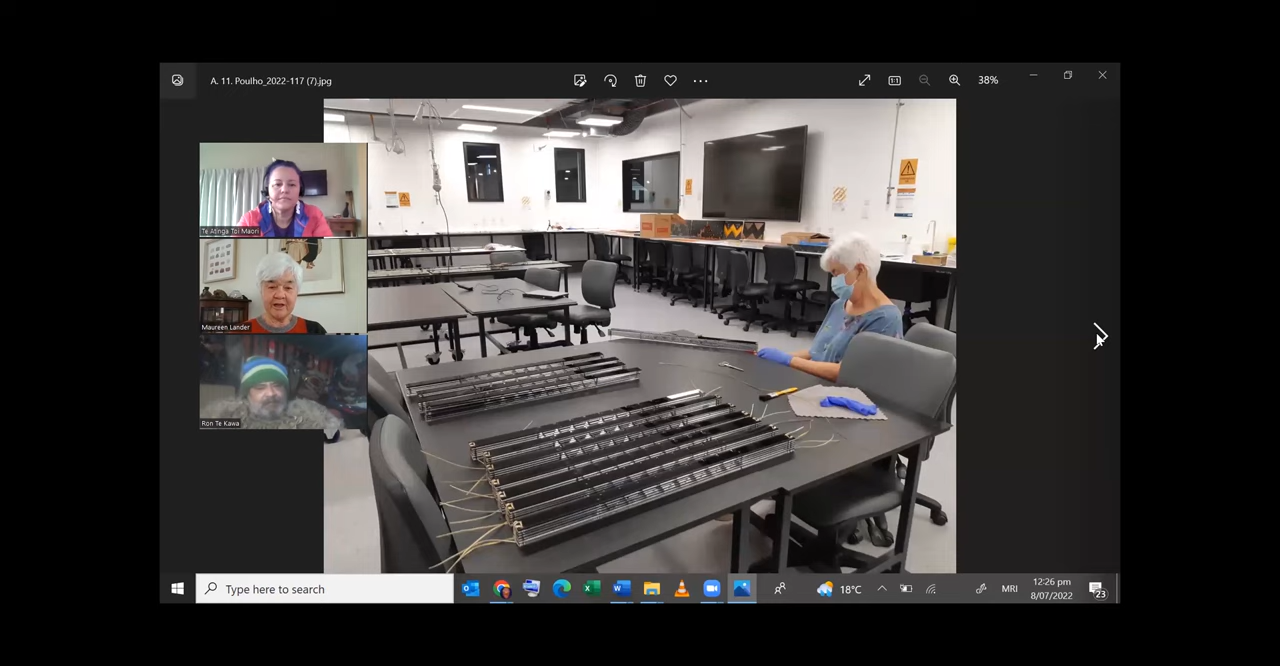 A. 11. Poulho_2022-117 (7).jpg
38%
Te Atinga Toi Maori
Maureen Lander
Ron Te Kawa
Type here to search
18°C
MRI
12:26 pm
8/07/2022
23